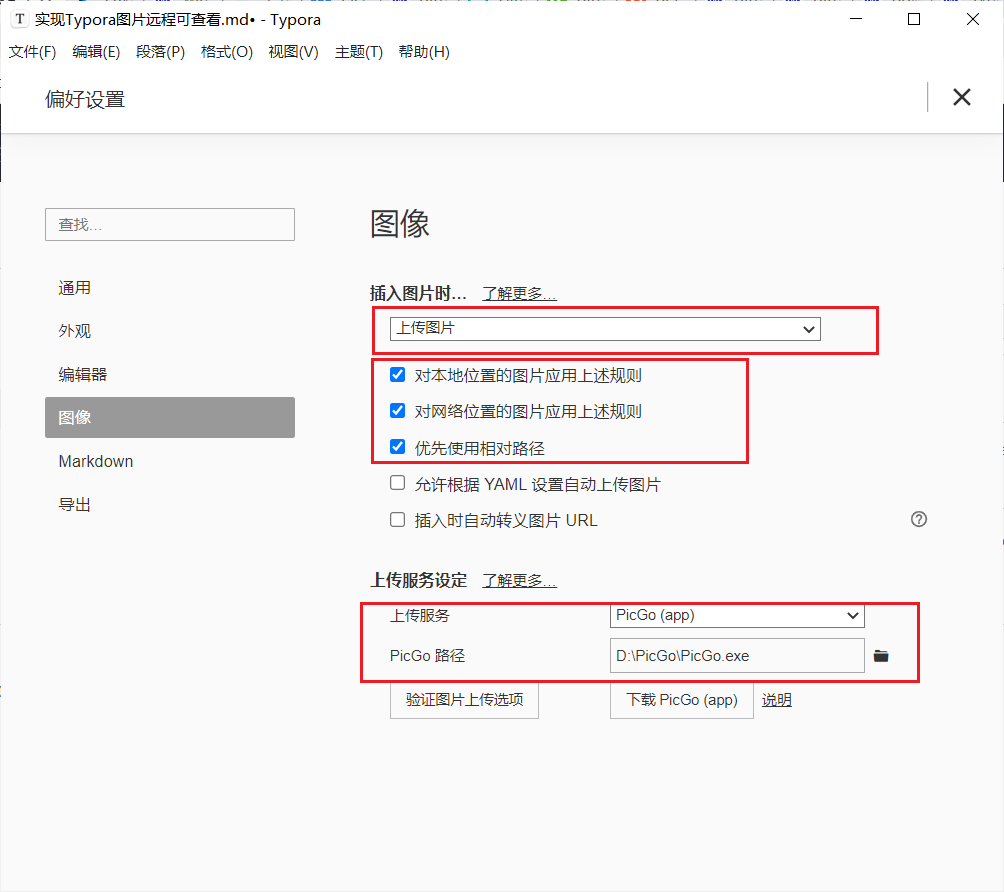 T 实现Typora图片远程可查看.md• - Typora
文件(F) 编辑(E) 段落(P) 格式(O) 视图(V) 主题(T) 帮助(H)
偏好设置
查找...
通用
外观
编辑器
图像
Markdown
导出
图像
插入图片时... 了解更多...
上传图片
对本地位置的图片应用上述规则
对网络位置的图片应用上述规则
优先使用相对路径
允许根据 YAML 设置自动上传图片
插入时自动转义图片 URL
上传服务设定 了解更多...
上传服务 PicGo (app)
PicGo 路径 D:\PicGo\PicGo.exe
验证图片上传选项 下载 PicGo (app) 说明